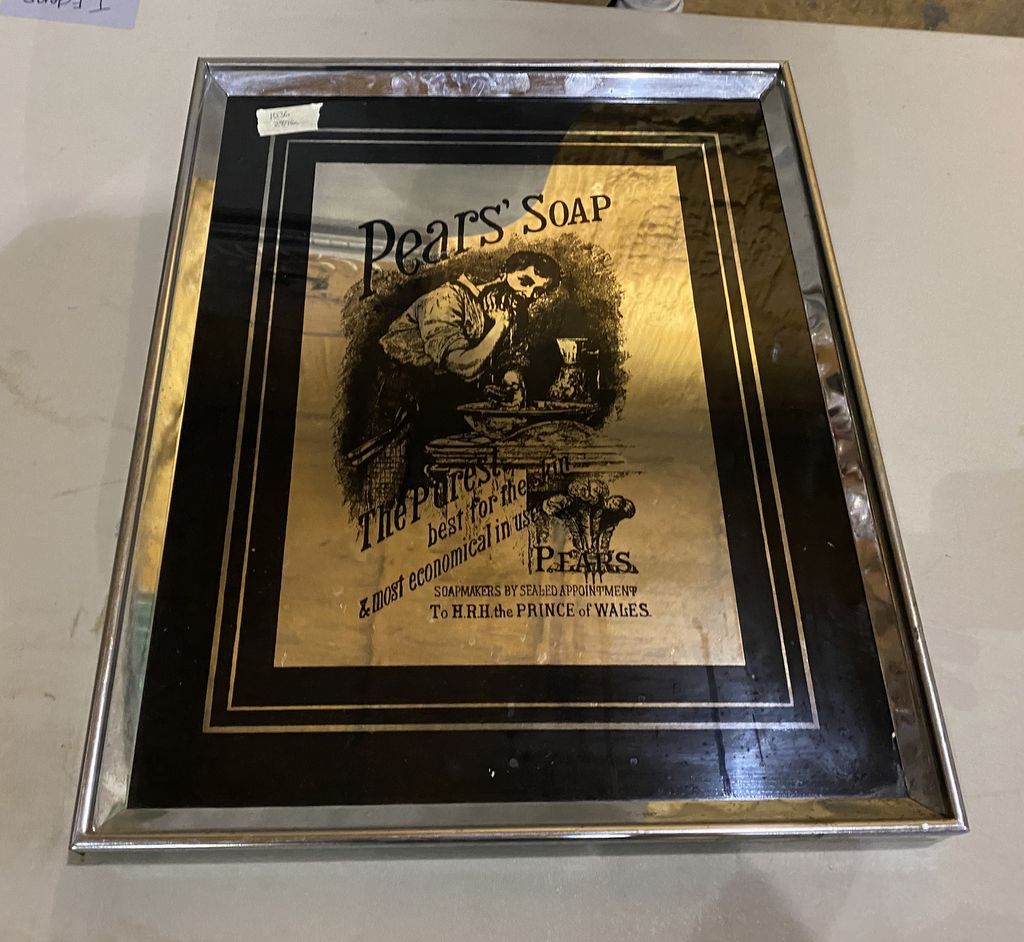 1036
Pears' SOAP
The Purest
best for the skin
& most economical in use
PEARS.
SOAPMAKERS BY SEALED APPOINTMENT
To H.R.H. the PRINCE of WALES.